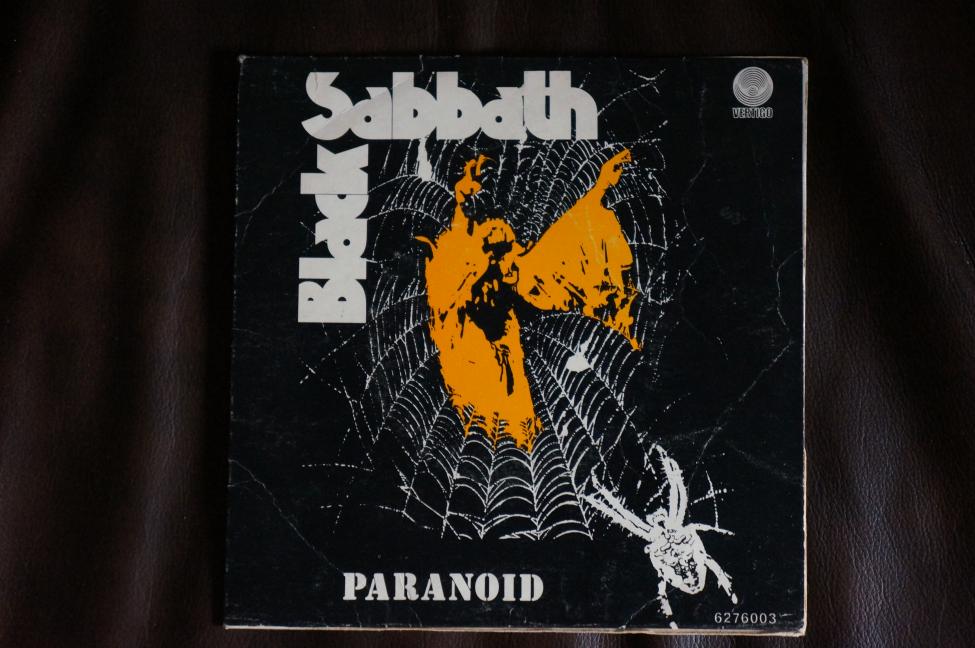 Black Sabbath
VERTIGO
PARANOID
6276003